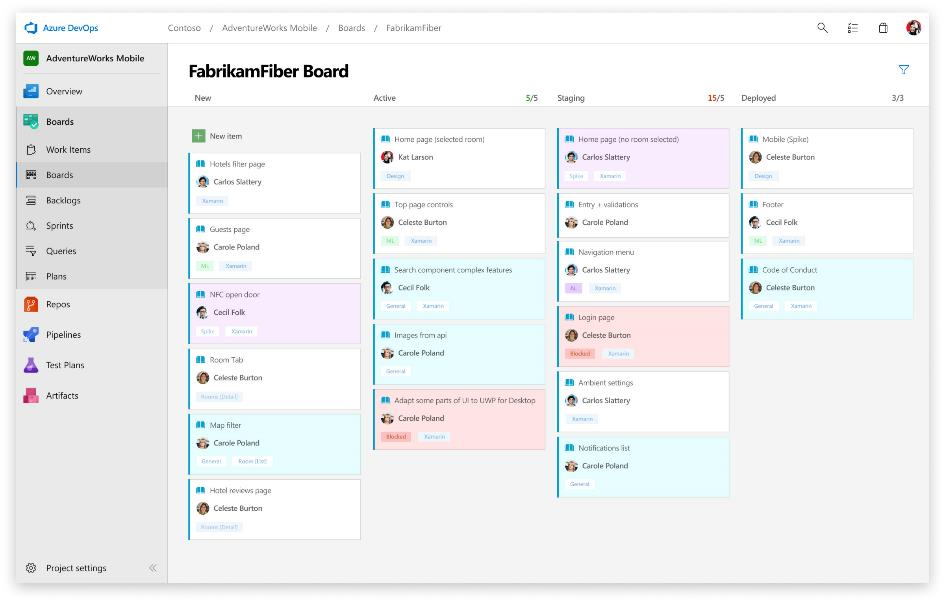 Azure DevOps
Contoso / AdventureWorks Mobile / Boards / FabrikamFiber
AW AdventureWorks Mobile
Overview
Boards
Work Items
Boards
Backlogs
Sprints
Queries
Plans
Repos
Pipelines
Test Plans
Artifacts
Project settings
FabrikamFiber Board
New
New item
Hotels filter page
Carlos Slattery
Xamarin
Guests page
Carole Poland
ML Xamarin
NFC open door
Cecil Folk
Spike Xamarin
Room Tab
Celeste Burton
Rooms [Detail]
Map filter
Carole Poland
General Room [List]
Hotel reviews page
Celeste Burton
Rooms [Detail]
Active 5/5
Home page (selected room)
Kat Larson
Design
Top page controls
Celeste Burton
ML Xamarin
Search component complex features
Cecil Folk
General Xamarin
Images from api
Carole Poland
General
Adapt some parts of UI to UWP for Desktop
Carole Poland
Blocked Xamarin
Staging 15/5
Home page (no room selected)
Carlos Slattery
Spike Xamarin
Entry + validations
Carole Poland
Navigation menu
Carlos Slattery
Xamarin
Login page
Celeste Burton
Blocked Xamarin
Ambient settings
Carlos Slattery
Xamarin
Notifications list
Carole Poland
General
Deployed 3/3
Mobile (Spike)
Celeste Burton
Design
Footer
Cecil Folk
ML Xamarin
Code of Conduct
Celeste Burton
General Xamarin